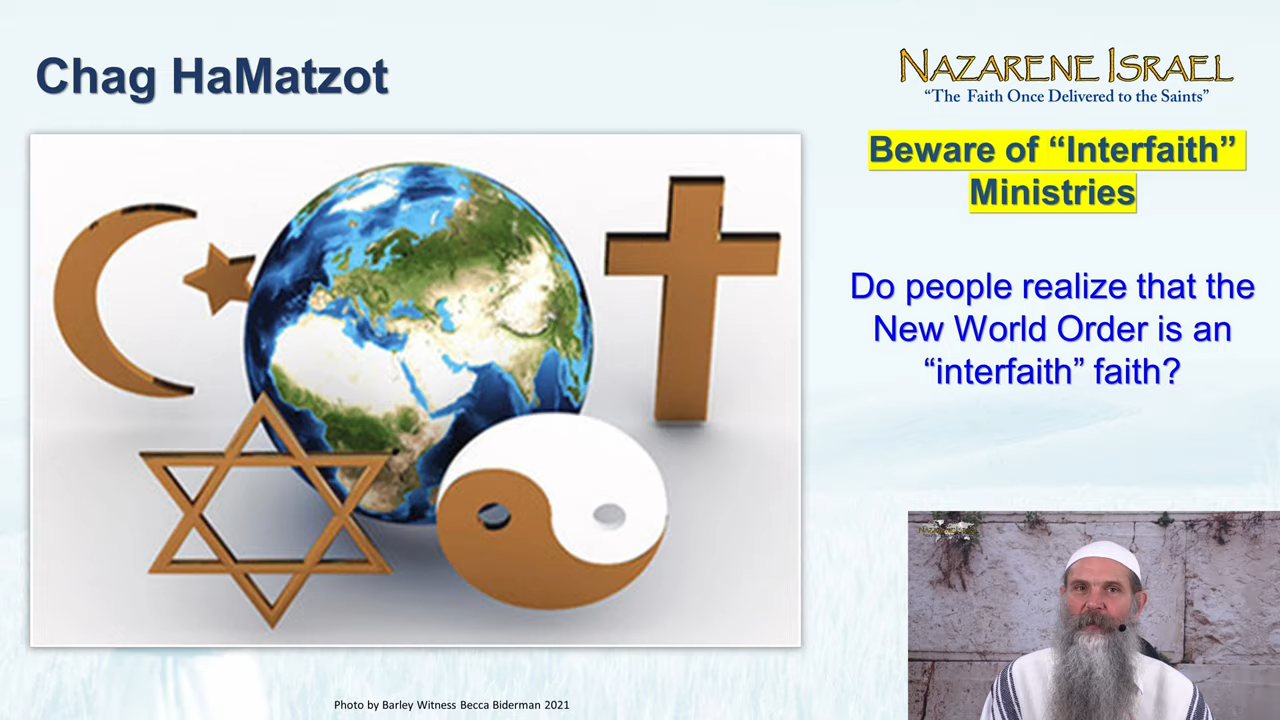 Chag HaMatzot
NAZARENE ISRAEL
“The Faith Once Delivered to the Saints”
Beware of “Interfaith”
Ministries
Do people realize that the
New World Order is an
“interfaith” faith?
Photo by Barley Witness Becca Biderman 2021